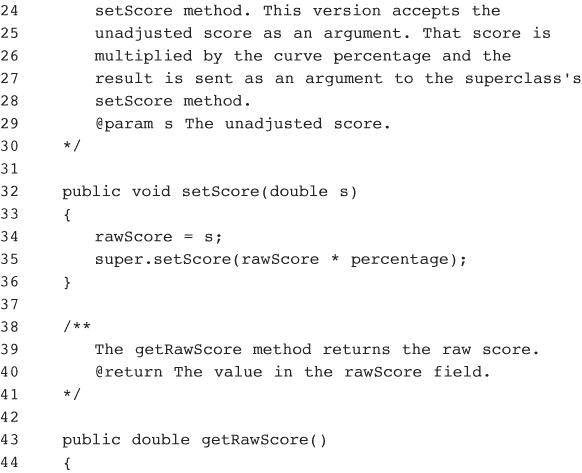 24 setScore method. This version accepts the
25 unadjusted score as an argument. That score is
26 multiplied by the curve percentage and the
27 result is sent as an argument to the superclass's
28 setScore method.
29 @param s The unadjusted score.
30 */
31
32 public void setScore(double s)
33 {
34 rawScore = s;
35 super.setScore(rawScore * percentage);
36 }
37
38 /**
39 The getRawScore method returns the raw score.
40 @return The value in the rawScore field.
41 */
42
43 public double getRawScore()
44 {